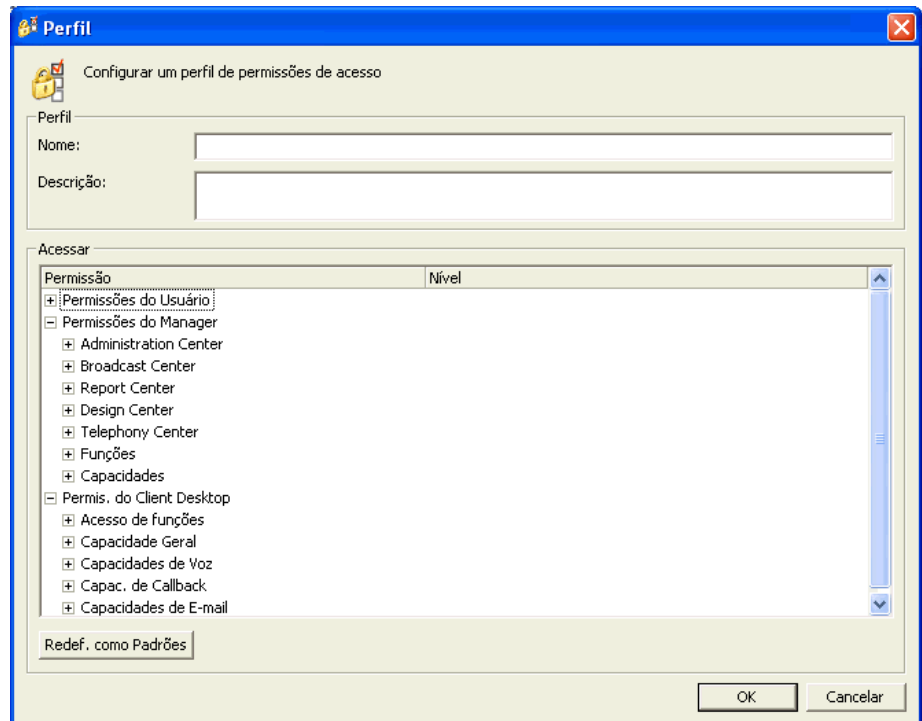 Perfil
Configurar um perfil de permissões de acesso
Perfil
Nome:
Descrição:
Acessar
Permissão Nível
Permissões do Usuário
Permissões do Manager
Administration Center
Broadcast Center
Report Center
Design Center
Telephony Center
Funções
Capacidades
Permis. do Client Desktop
Acesso de funções
Capacidade Geral
Capacidades de Voz
Capac. de Callback
Capacidades de E-mail
Redef. como Padrões
OK Cancelar